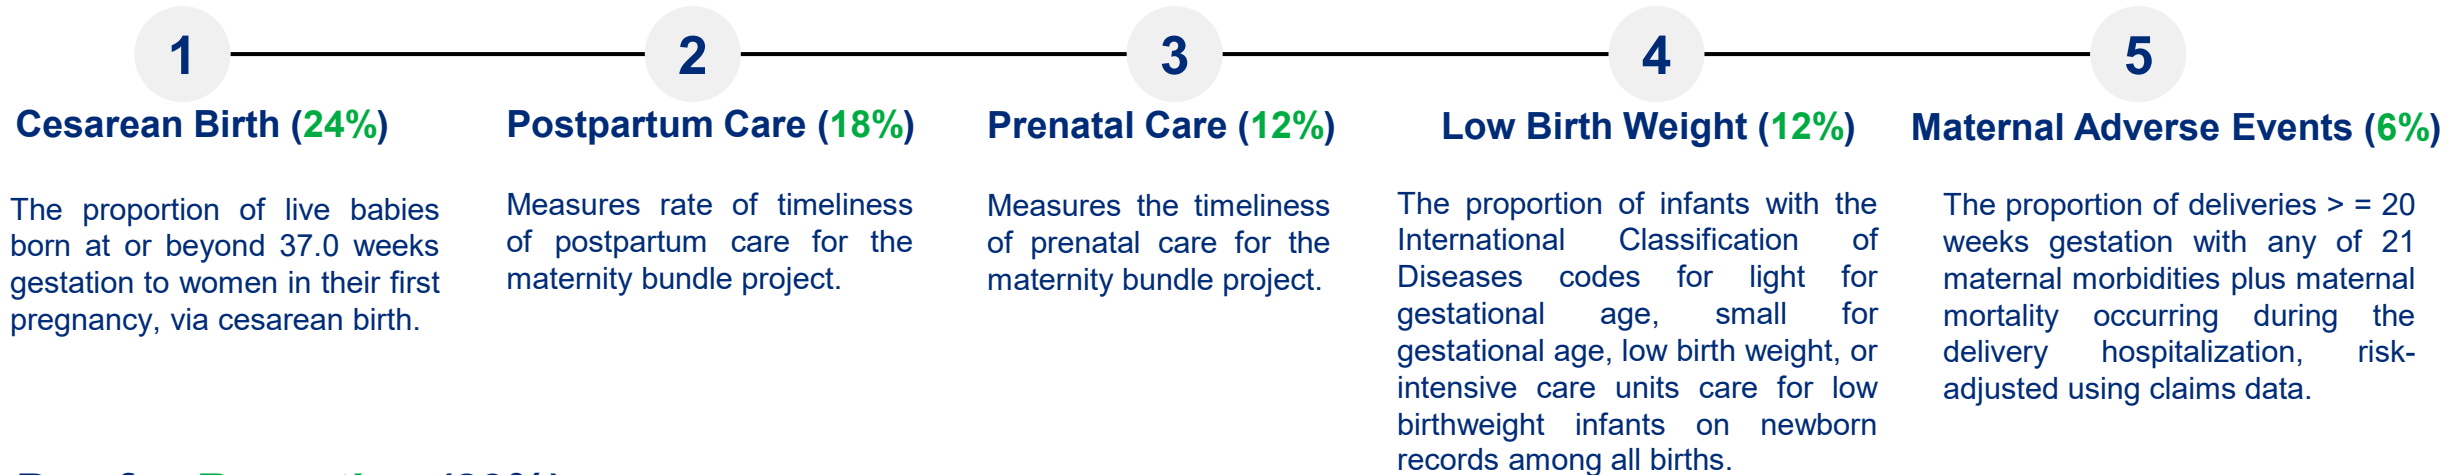 1
2
3
4
5
Cesarean Birth (24%)
The proportion of live babies
born at or beyond 37.0 weeks
gestation to women in their first
pregnancy, via cesarean birth.
Postpartum Care (18%)
Measures rate of timeliness
of postpartum care for the
maternity bundle project.
Prenatal Care (12%)
Measures the timeliness
of prenatal care for the
maternity bundle project.
Low Birth Weight (12%)
The proportion of infants with the
International Classification of
Diseases codes for light for
gestational age, small for
gestational age, low birth weight, or
intensive care units care for low
birthweight infants on newborn
records among all births.
Maternal Adverse Events (6%)
The proportion of deliveries > = 20
weeks gestation with any of 21
maternal morbidities plus maternal
mortality occurring during the
delivery hospitalization, risk-
adjusted using claims data.